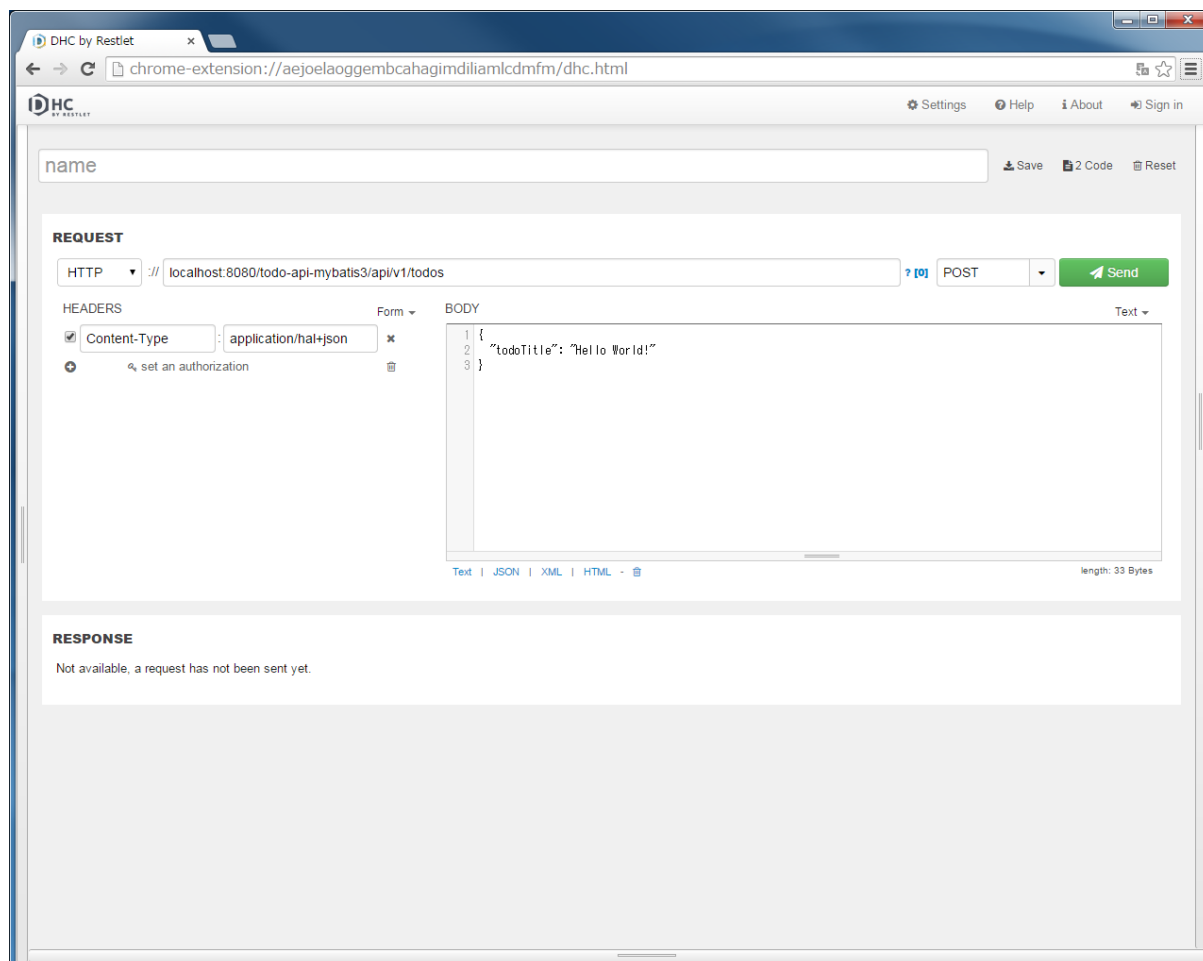 DHC by Restlet
chrome-extension://aejoelaoggembcahagimdiliamlcdmfm/dhc.html
DHC BY RESTLET
Settings Help About Sign in
name Save 2 Code Reset
REQUEST
HTTP :// localhost:8080/todo-api-mybatis3/api/v1/todos ? [0] POST Send
HEADERS Form BODY Text
Content-Type : application/hal+json
set an authorization
1 {
2 "todoTitle": "Hello World!"
3 }
Text | JSON | XML | HTML - length: 33 Bytes
RESPONSE
Not available, a request has not been sent yet.